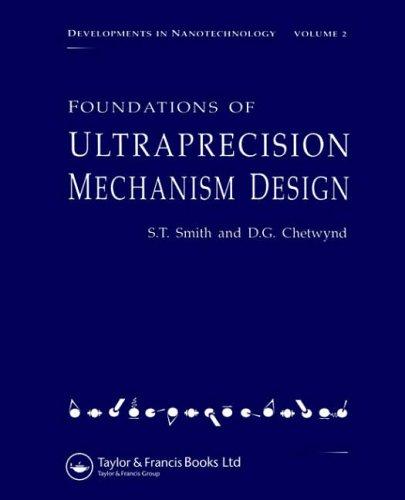 DEVELOPMENTS IN NANOTECHNOLOGY VOLUME 2
FOUNDATIONS OF
ULTRAPRECISION
MECHANISM DESIGN
S.T. Smith and D.G. Chetwynd
Taylor & Francis Books Ltd
Taylor & Francis Group